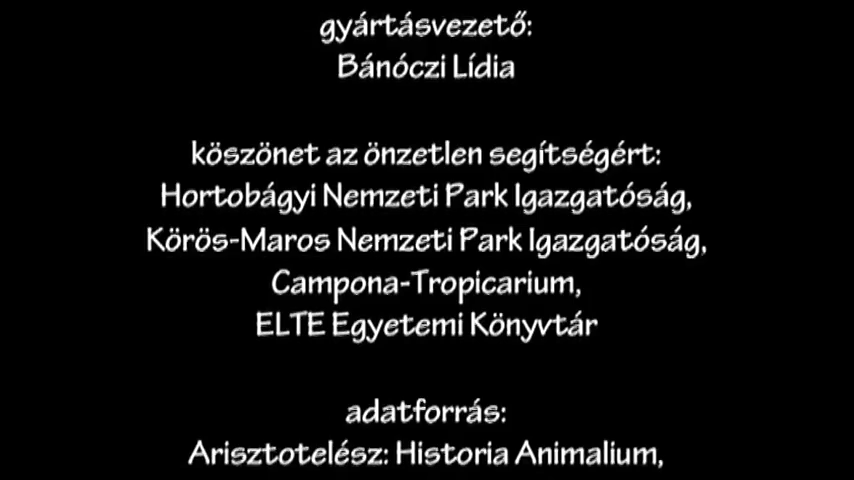 gyártásvezető:
Bánóczi Lídia
köszönet az önzetlen segítségért:
Hortobágyi Nemzeti Park Igazgatóság,
Körös-Maros Nemzeti Park Igazgatóság,
Campona-Tropicarium,
ELTE Egyetemi Könyvtár
adatforrás:
Arisztotelész: Historia Animalium,